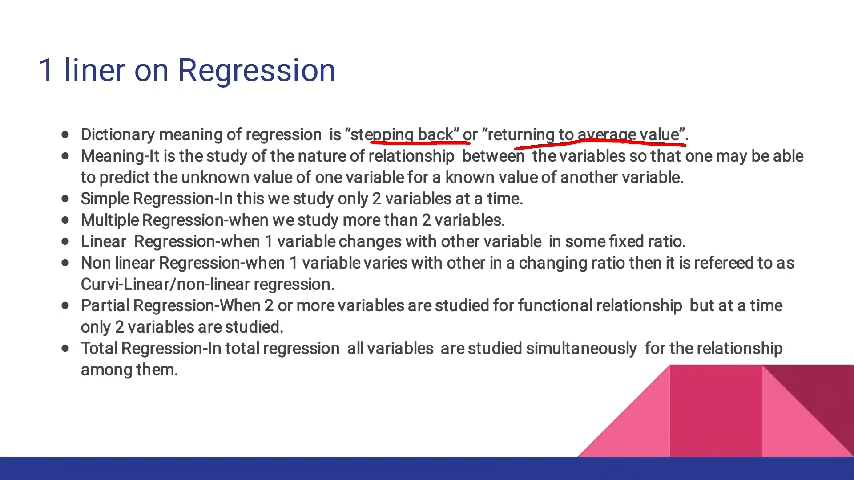 1 liner on Regression
● Dictionary meaning of regression is “stepping back” or “returning to average value”.
● Meaning-It is the study of the nature of relationship between the variables so that one may be able
to predict the unknown value of one variable for a known value of another variable.
● Simple Regression-In this we study only 2 variables at a time.
● Multiple Regression-when we study more than 2 variables.
● Linear Regression-when 1 variable changes with other variable in some fixed ratio.
● Non linear Regression-when 1 variable varies with other in a changing ratio then it is refereed to as
Curvi-Linear/non-linear regression.
● Partial Regression-When 2 or more variables are studied for functional relationship but at a time
only 2 variables are studied.
● Total Regression-In total regression all variables are studied simultaneously for the relationship
among them.